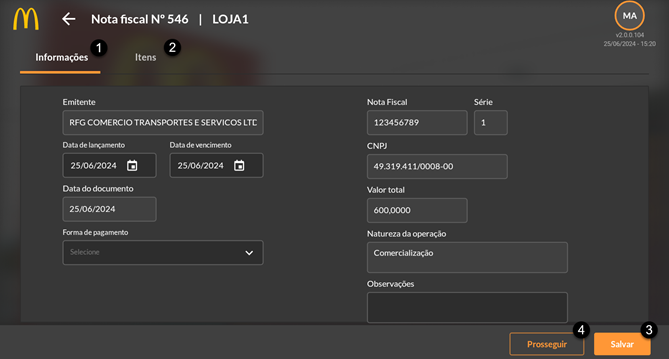 Nota fiscal Nº 546 | LOJA1
MA
v2.0.0.104
25/06/2024 - 15:20
Informações 1
Itens 2
Emitente
RFG COMERCIO TRANSPORTES E SERVICOS LTD
Nota Fiscal
123456789
Série
1
Data de lançamento
25/06/2024
Data de vencimento
25/06/2024
CNPJ
49.319.411/0008-00
Data do documento
25/06/2024
Valor total
600,0000
Forma de pagamento
Selecione
Natureza da operação
Comercialização
Observações
Prosseguir 4
Salvar 3